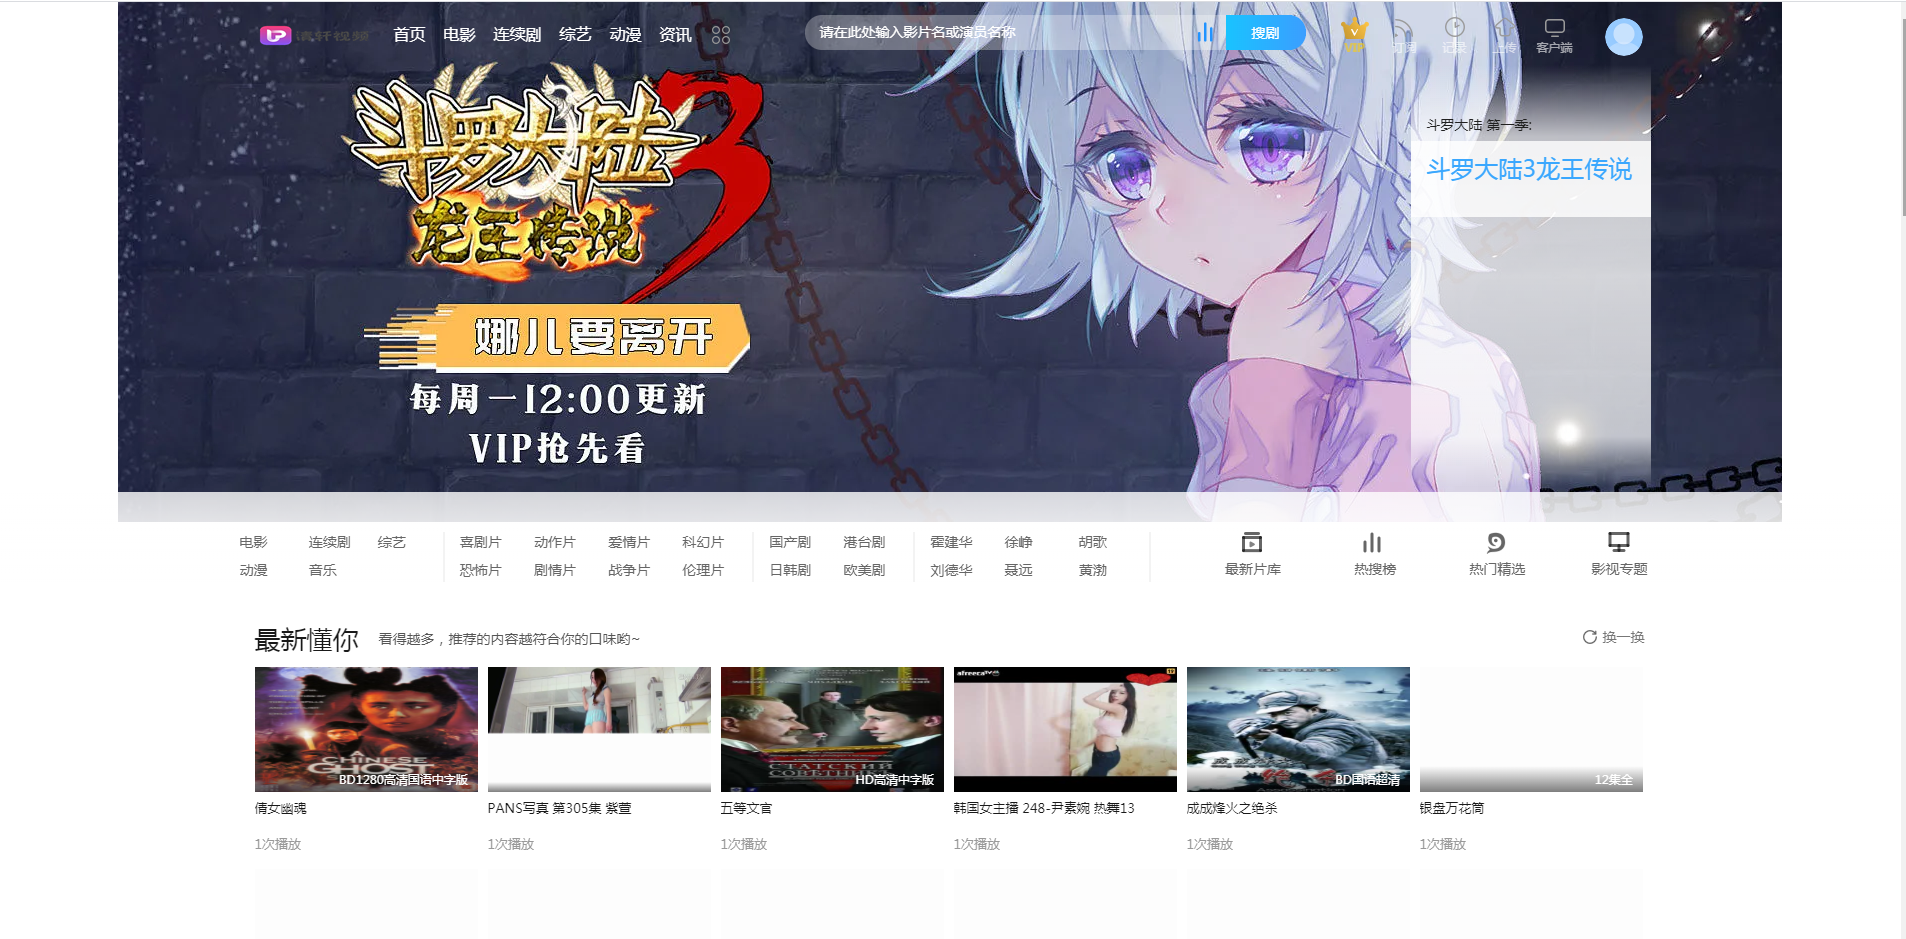 清轩视频
首页 电影 连续剧 综艺 动漫 资讯
请在此处输入影片名或演员名称
搜剧
VIP 订阅 记录 上传 客户端
斗罗大陆3
龙王传说
娜儿要离开
每周一12:00更新
VIP抢先看
斗罗大陆 第一季:
斗罗大陆3龙王传说
电影 连续剧 综艺 喜剧片 动作片 爱情片 科幻片 国产剧 港台剧 霍建华 徐峥 胡歌
动漫 音乐 恐怖片 剧情片 战争片 伦理片 日韩剧 欧美剧 刘德华 聂远 黄渤
最新片库 热搜榜 热门精选 影视专题
最新懂你 看得越多，推荐的内容越符合你的口味哟~ 换一换
A CHINESE GHOST
BD1280高清国语中字版
СТАТСКИЙ
СОВЕТНИК
HD高清中字版
afreecaTV
BD国语超清
12集全
倩女幽魂 PANS写真 第305集 紫萱 五等文官 韩国女主播 248-尹素婉 热舞13 成成烽火之绝杀 银盘万花筒
1次播放 1次播放 1次播放 1次播放 1次播放 1次播放